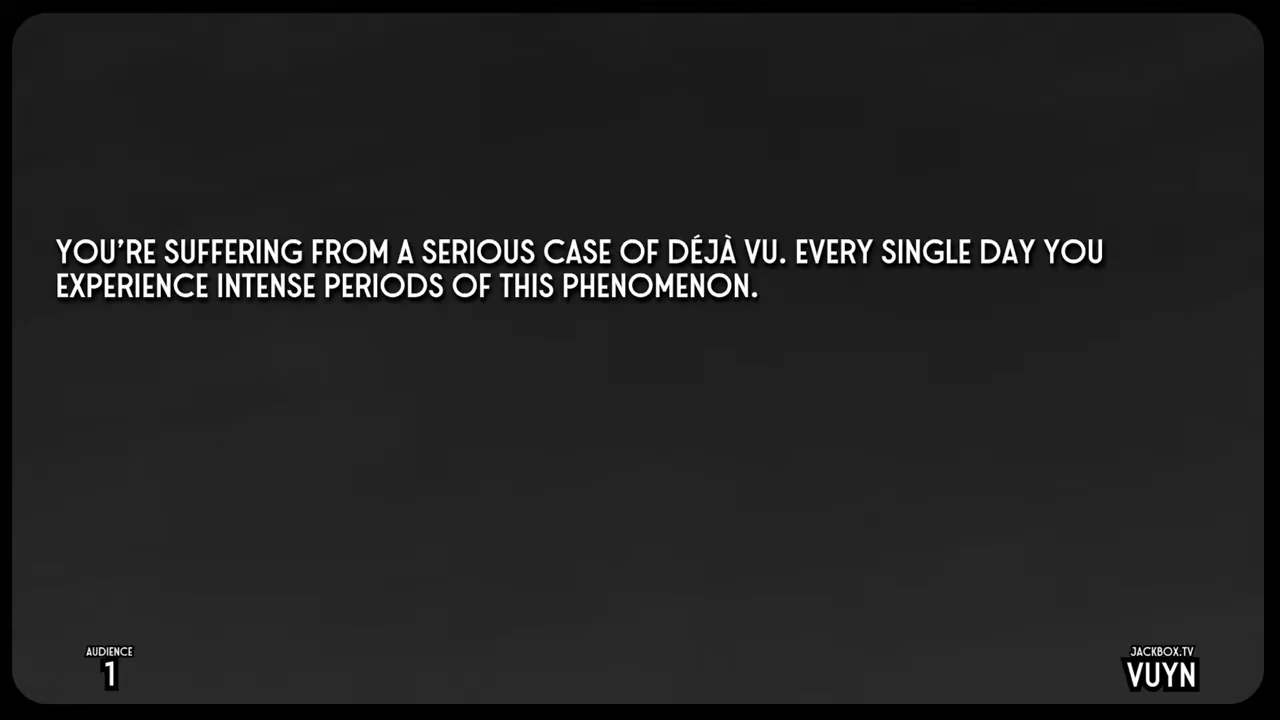 YOU'RE SUFFERING FROM A SERIOUS CASE OF DÉJÀ VU. EVERY SINGLE DAY YOU
EXPERIENCE INTENSE PERIODS OF THIS PHENOMENON.
AUDIENCE
1
JACKBOX.TV
VUYN